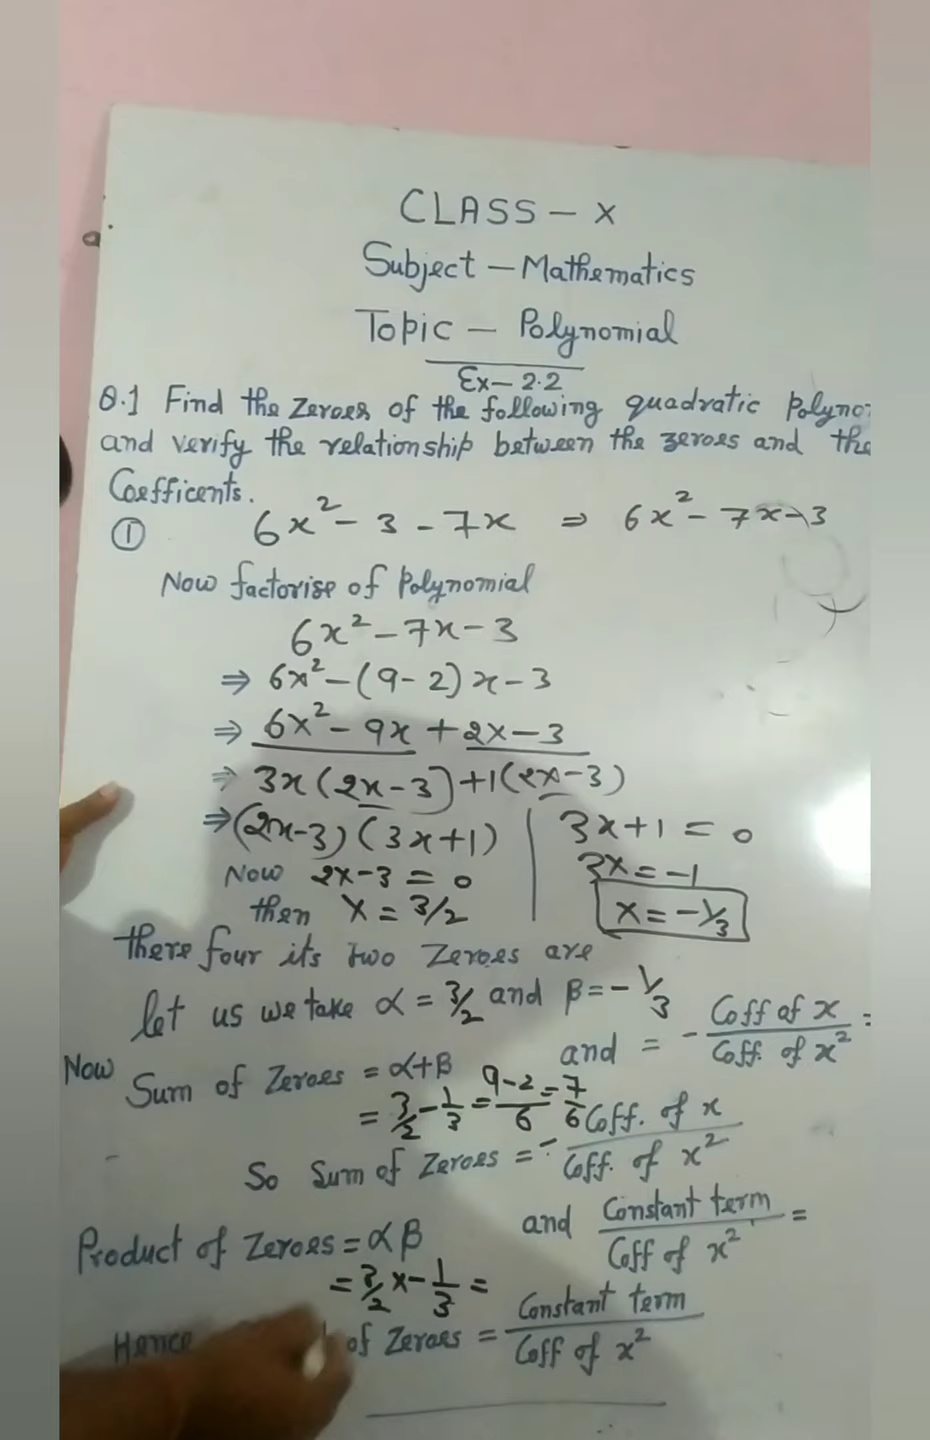 CLASS - X
Subject - Mathematics
Topic - Polynomial
Ex - 2.2
Q.1 Find the zeroes of the following quadratic Polyno
and verify the relationship between the zeroes and the
Coefficents.
① 6x² - 3 - 7x ⇒ 6x² - 7x - 3
Now factorise of Polynomial
6x² - 7x - 3
⇒ 6x² - (9 - 2) x - 3
⇒ 6x² - 9x + 2x - 3
⇒ 3x (2x - 3) + 1 (2x - 3)
⇒ (2x - 3) (3x + 1)
Now 2x - 3 = 0
then x = 3/2
3x + 1 = 0
3x = -1
x = -1/3
there four its two zeroes are
let us we take α = 3/2 and β = -1/3
Now Sum of Zeroes = α + β
= 3/2 - 1/3 = 9-2/6 = 7/6
and = - Coff of x / Coff. of x² =
So Sum of Zeroes = - Coff. of x / Coff. of x²
Product of Zeroes = α β
= 3/2 x - 1/3 =
and Constant term / Coff of x² =
Hence of Zeroes = Constant term / Coff of x²